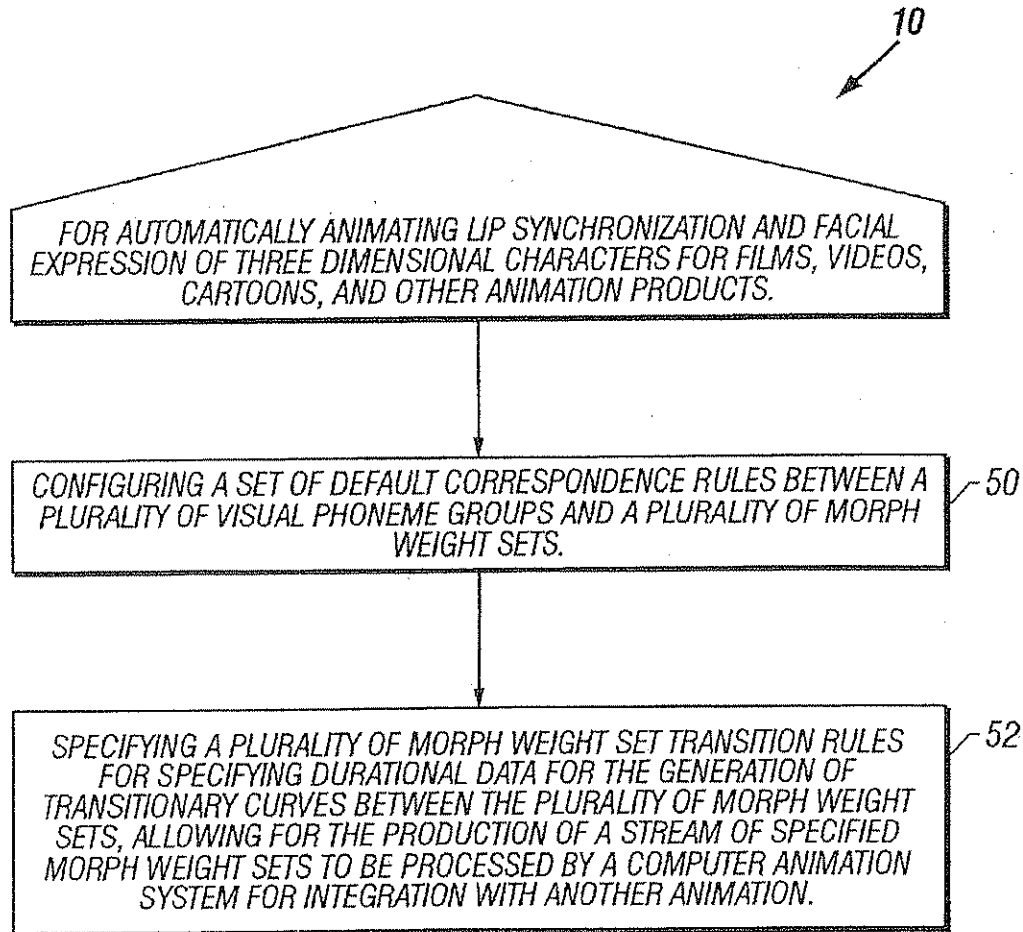 10
FOR AUTOMATICALLY ANIMATING LIP SYNCHRONIZATION AND FACIAL
EXPRESSION OF THREE DIMENSIONAL CHARACTERS FOR FILMS, VIDEOS,
CARTOONS, AND OTHER ANIMATION PRODUCTS.
CONFIGURING A SET OF DEFAULT CORRESPONDENCE RULES BETWEEN A
PLURALITY OF VISUAL PHONEME GROUPS AND A PLURALITY OF MORPH
WEIGHT SETS.
50
SPECIFYING A PLURALITY OF MORPH WEIGHT SET TRANSITION RULES
FOR SPECIFYING DURATIONAL DATA FOR THE GENERATION OF
TRANSITIONARY CURVES BETWEEN THE PLURALITY OF MORPH WEIGHT
SETS, ALLOWING FOR THE PRODUCTION OF A STREAM OF SPECIFIED
MORPH WEIGHT SETS TO BE PROCESSED BY A COMPUTER ANIMATION
SYSTEM FOR INTEGRATION WITH ANOTHER ANIMATION.
52